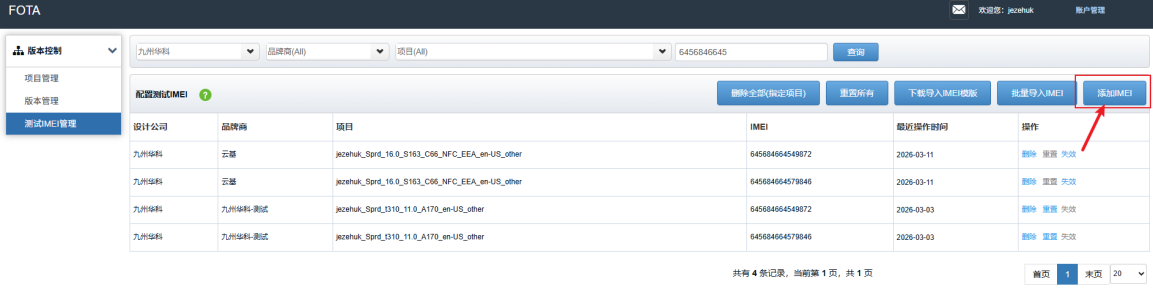 FOTA 欢迎您：jezehuk 账户管理
版本控制
项目管理
版本管理
测试IMEI管理
九州华科 品牌商(All) 项目(All) 6456846645 查询
配置测试IMEI ? 删除全部(指定项目) 重置所有 下载导入IMEI模版 批量导入IMEI 添加IMEI
设计公司 品牌商 项目 IMEI 最近操作时间 操作
九州华科 云基 jezehuk_Sprd_16.0_S163_C66_NFC_EEA_en-US_other 645684664549872 2026-03-11 删除 重置 失效
九州华科 云基 jezehuk_Sprd_16.0_S163_C66_NFC_EEA_en-US_other 645684664579846 2026-03-11 删除 重置 失效
九州华科 九州华科-测试 jezehuk_Sprd_t310_11.0_A170_en-US_other 645684664549872 2026-03-03 删除 重置 失效
九州华科 九州华科-测试 jezehuk_Sprd_t310_11.0_A170_en-US_other 645684664579846 2026-03-03 删除 重置 失效
共有 4 条记录，当前第 1 页，共 1 页 首页 1 末页 20